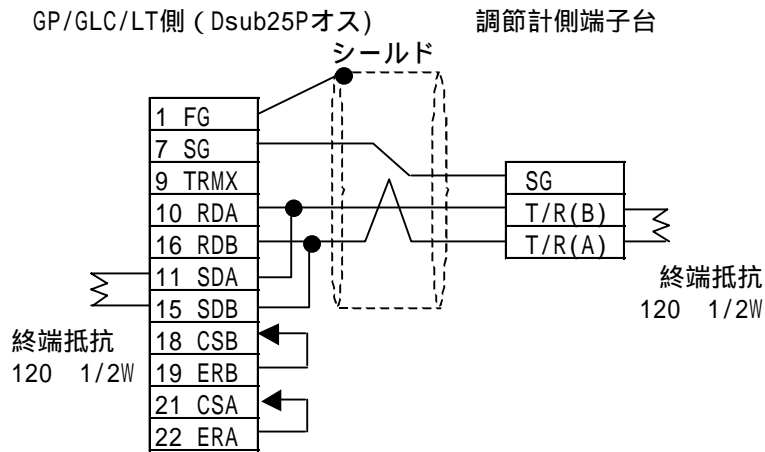 GP/GLC/LT側 ( Dsub25Pオス)
調節計側端子台
シールド
1 FG
7 SG
9 TRMX
10 RDA
16 RDB
11 SDA
15 SDB
18 CSB
19 ERB
21 CSA
22 ERA
SG
T/R(B)
T/R(A)
終端抵抗
120 1/2W
終端抵抗
120 1/2W